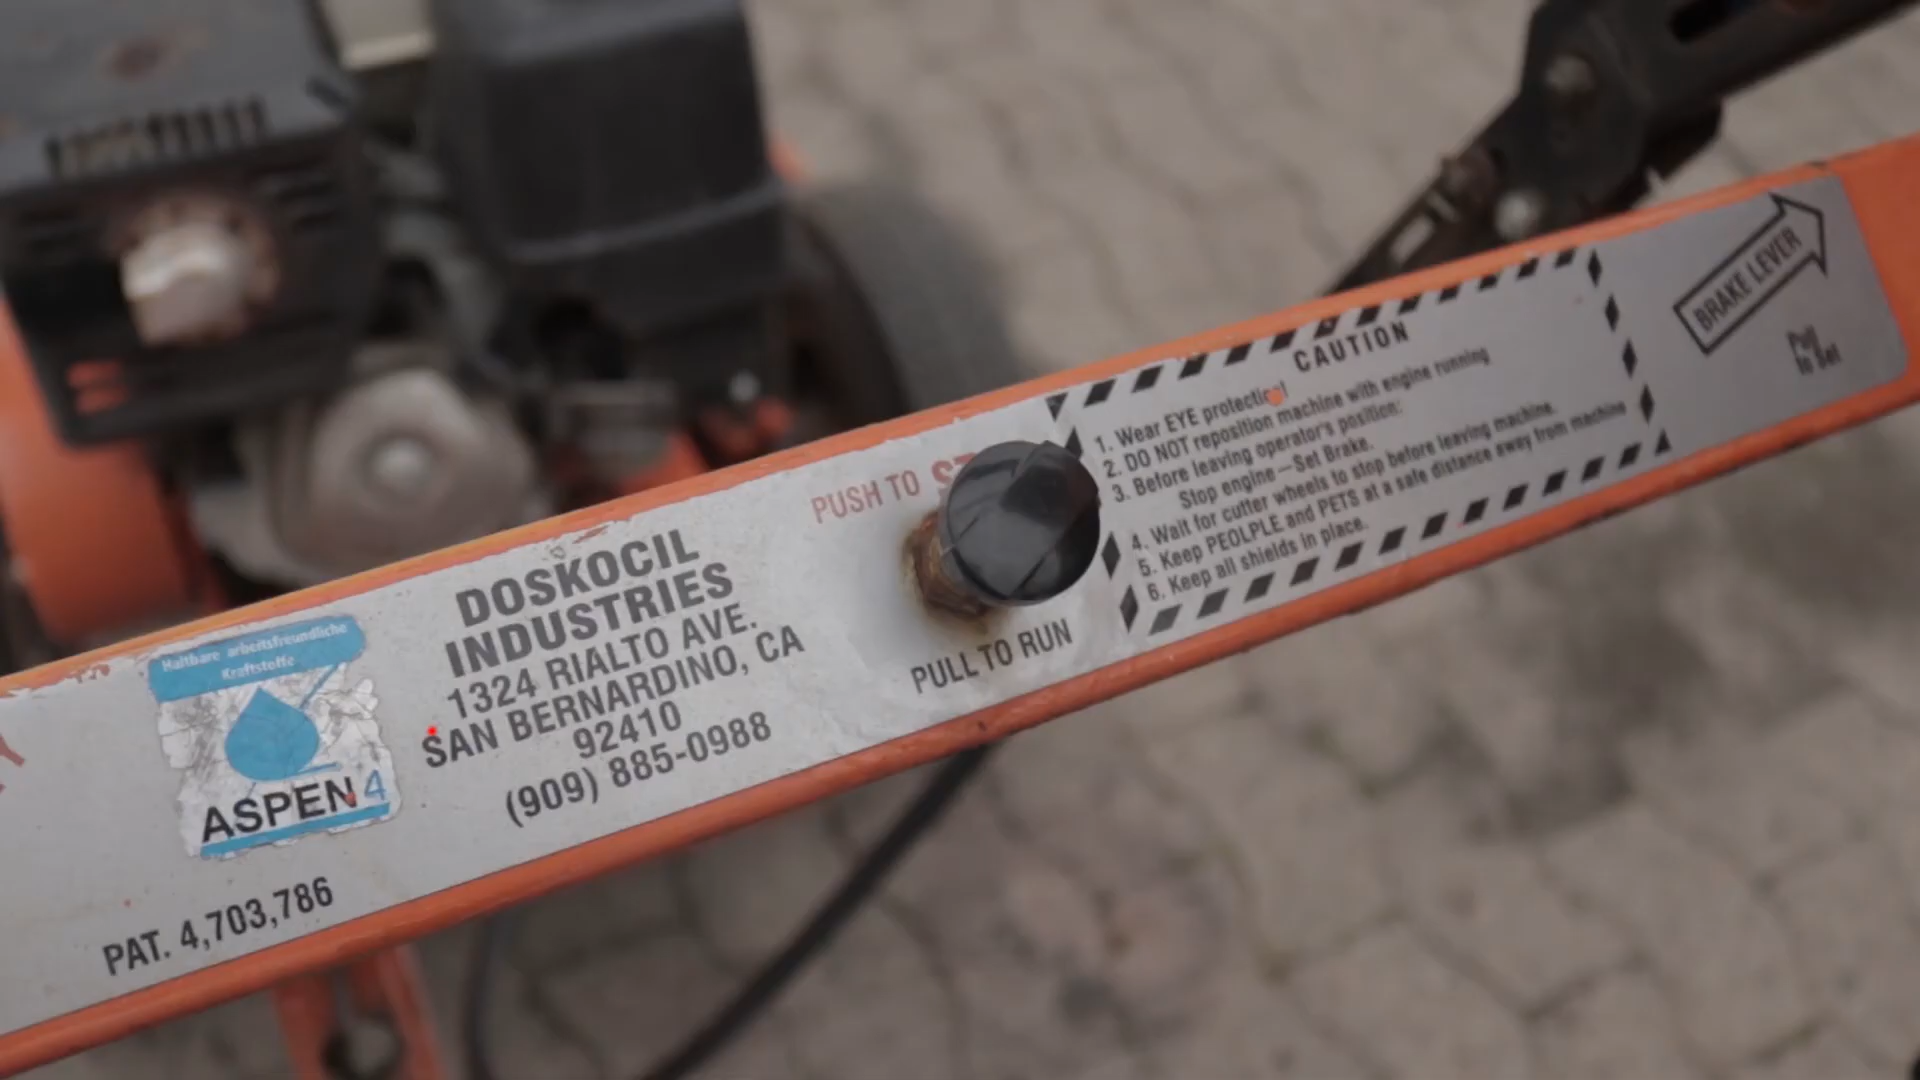 Haltbare arbeitsfreundliche
Kraftstoffe
ASPEN 4
PAT. 4,703,786
DOSKOCIL
INDUSTRIES
1324 RIALTO AVE.
SAN BERNARDINO, CA
92410
(909) 885-0988
PUSH TO
PULL TO RUN
CAUTION
1. Wear EYE protection
2. DO NOT reposition machine with engine running
3. Before leaving operator's position:
Stop engine — Set Brake.
4. Wait for cutter wheels to stop before leaving machine.
5. Keep PEOLPLE and PETS at a safe distance away from machine
6. Keep all shields in place.
BRAKE LEVER
Pull
to Set